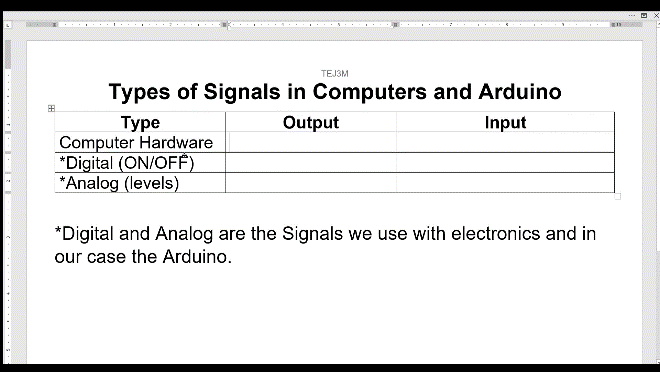 TEJ3M
Types of Signals in Computers and Arduino
Type Output Input
Computer Hardware
*Digital (ON/OFF)
*Analog (levels)
*Digital and Analog are the Signals we use with electronics and in
our case the Arduino.